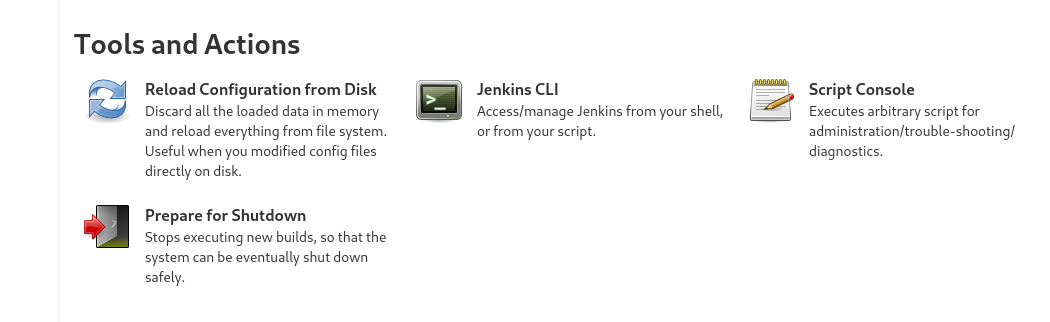 Tools and Actions
Reload Configuration from Disk
Discard all the loaded data in memory
and reload everything from file system.
Useful when you modified config files
directly on disk.
Jenkins CLI
Access/manage Jenkins from your shell,
or from your script.
Script Console
Executes arbitrary script for
administration/trouble-shooting/
diagnostics.
Prepare for Shutdown
Stops executing new builds, so that the
system can be eventually shut down
safely.